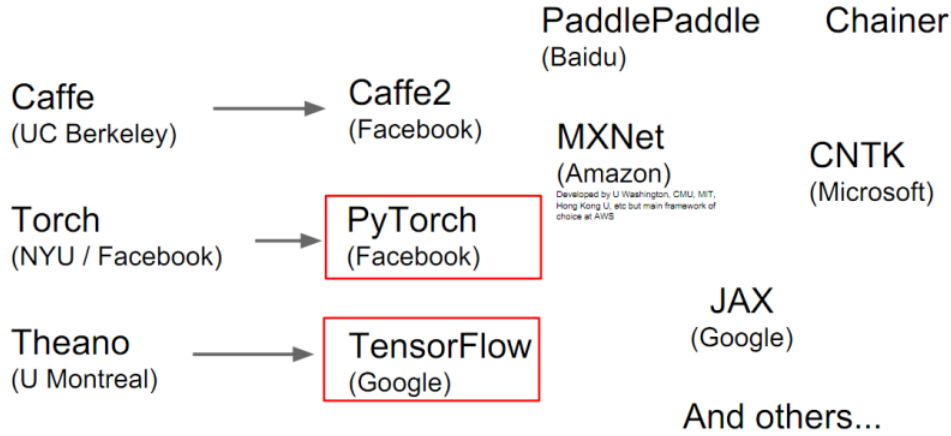 PaddlePaddle
(Baidu)
Chainer
Caffe
(UC Berkeley)
Caffe2
(Facebook)
MXNet
(Amazon)
Developed by U Washington, CMU, MIT,
Hong Kong U, etc but main framework of
choice at AWS
CNTK
(Microsoft)
Torch
(NYU / Facebook)
PyTorch
(Facebook)
JAX
(Google)
Theano
(U Montreal)
TensorFlow
(Google)
And others...